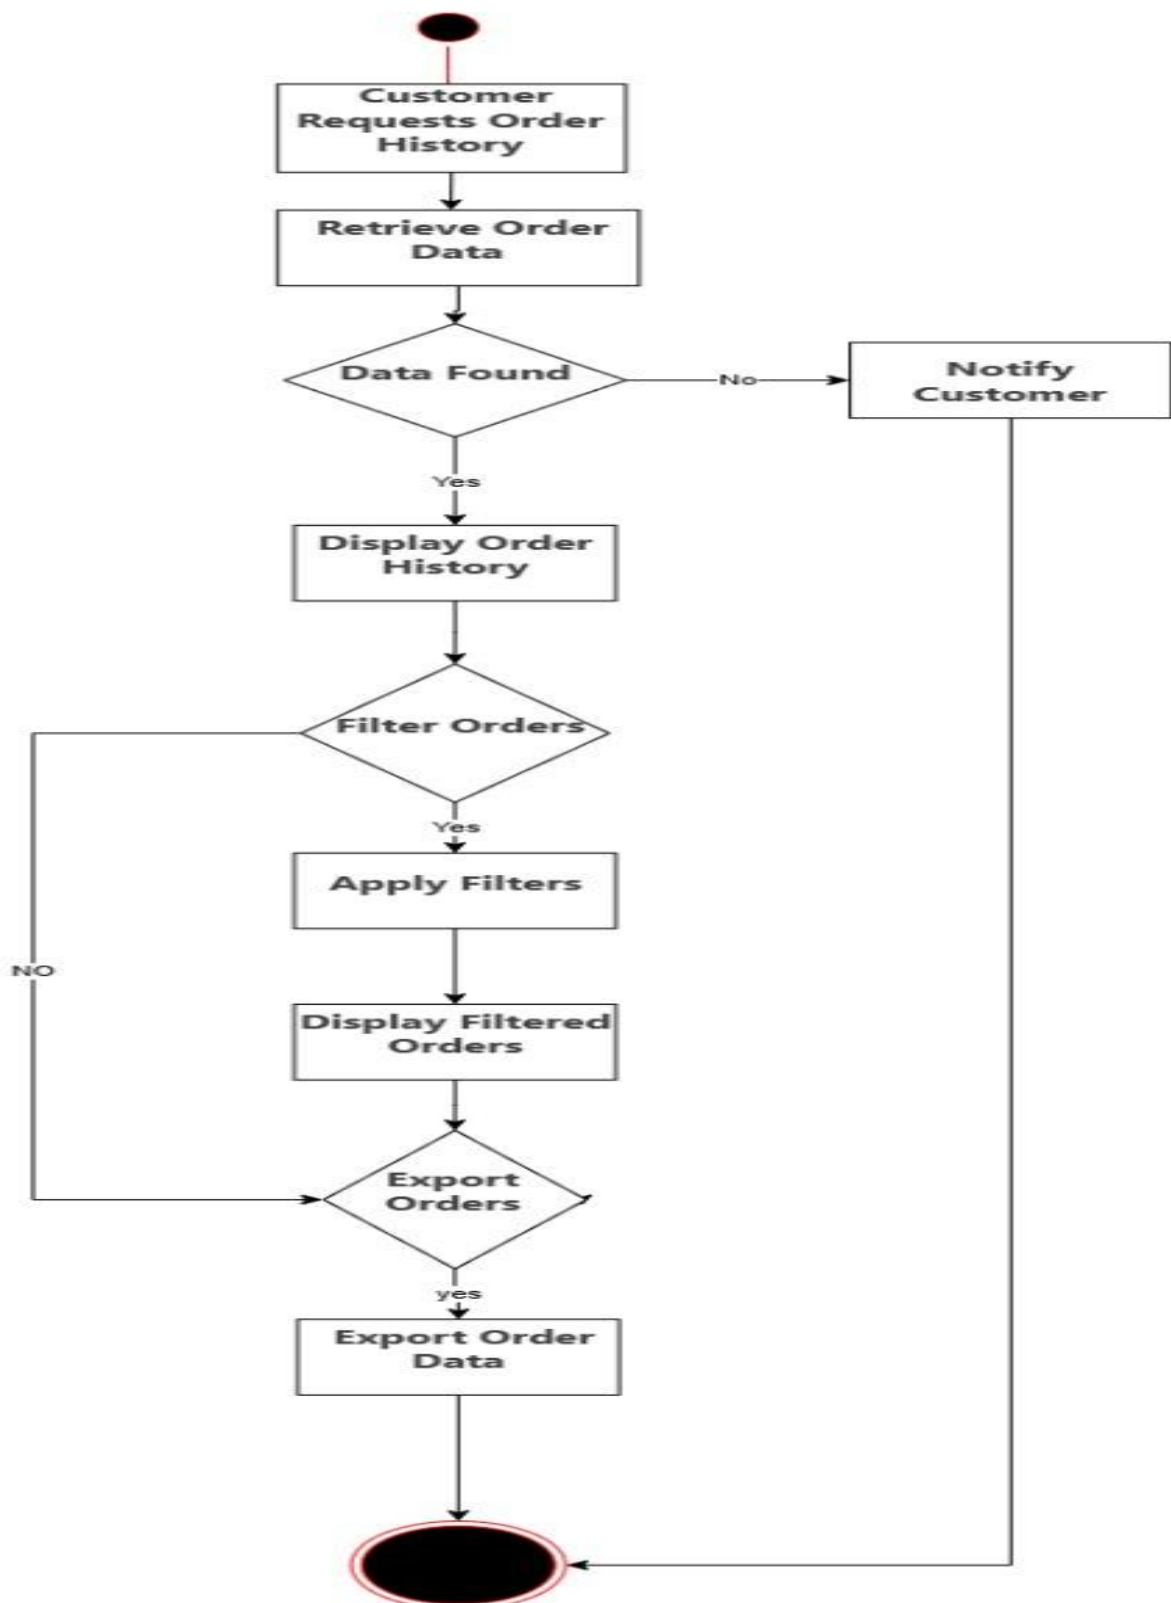 Customer
Requests Order
History
Retrieve Order
Data
Data Found
No
Notify
Customer
Yes
Display Order
History
Filter Orders
Yes
Apply Filters
NO
Display Filtered
Orders
Export
Orders
yes
Export Order
Data